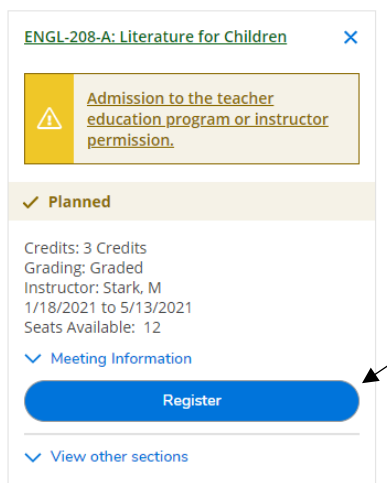 ENGL-208-A: Literature for Children
Admission to the teacher
education program or instructor
permission.
Planned
Credits: 3 Credits
Grading: Graded
Instructor: Stark, M
1/18/2021 to 5/13/2021
Seats Available: 12
Meeting Information
Register
View other sections